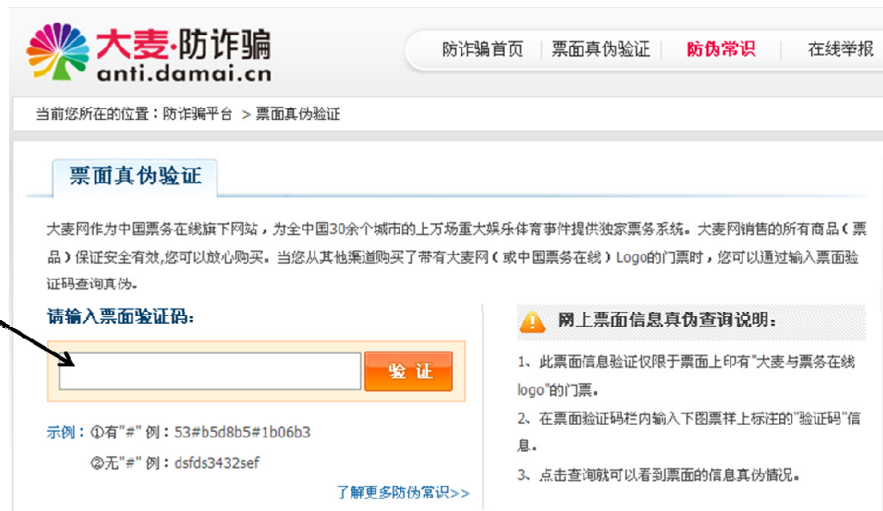 大麦·防诈骗
anti.damai.cn
防诈骗首页 票面真伪验证 防伪常识 在线举报
当前您所在的位置：防诈骗平台 > 票面真伪验证
票面真伪验证
大麦网作为中国票务在线旗下网站，为全中国30余个城市的上万场重大娱乐体育事件提供独家票务系统。大麦网销售的所有商品(票
品)保证安全有效,您可以放心购买。当您从其他渠道购买了带有大麦网(或中国票务在线)Logo的门票时，您可以通过输入票面验
证码查询真伪。
请输入票面验证码:
验 证
示例：①有"#" 例：53#b5d8b5#1b06b3
②无"#" 例：dsfds3432sef
了解更多防伪常识>>
网上票面信息真伪查询说明：
1、此票面信息验证仅限于票面上印有"大麦与票务在线
logo"的门票。
2、在票面验证码栏内输入下图票样上标注的"验证码"信
息。
3、点击查询就可以看到票面的信息真伪情况。